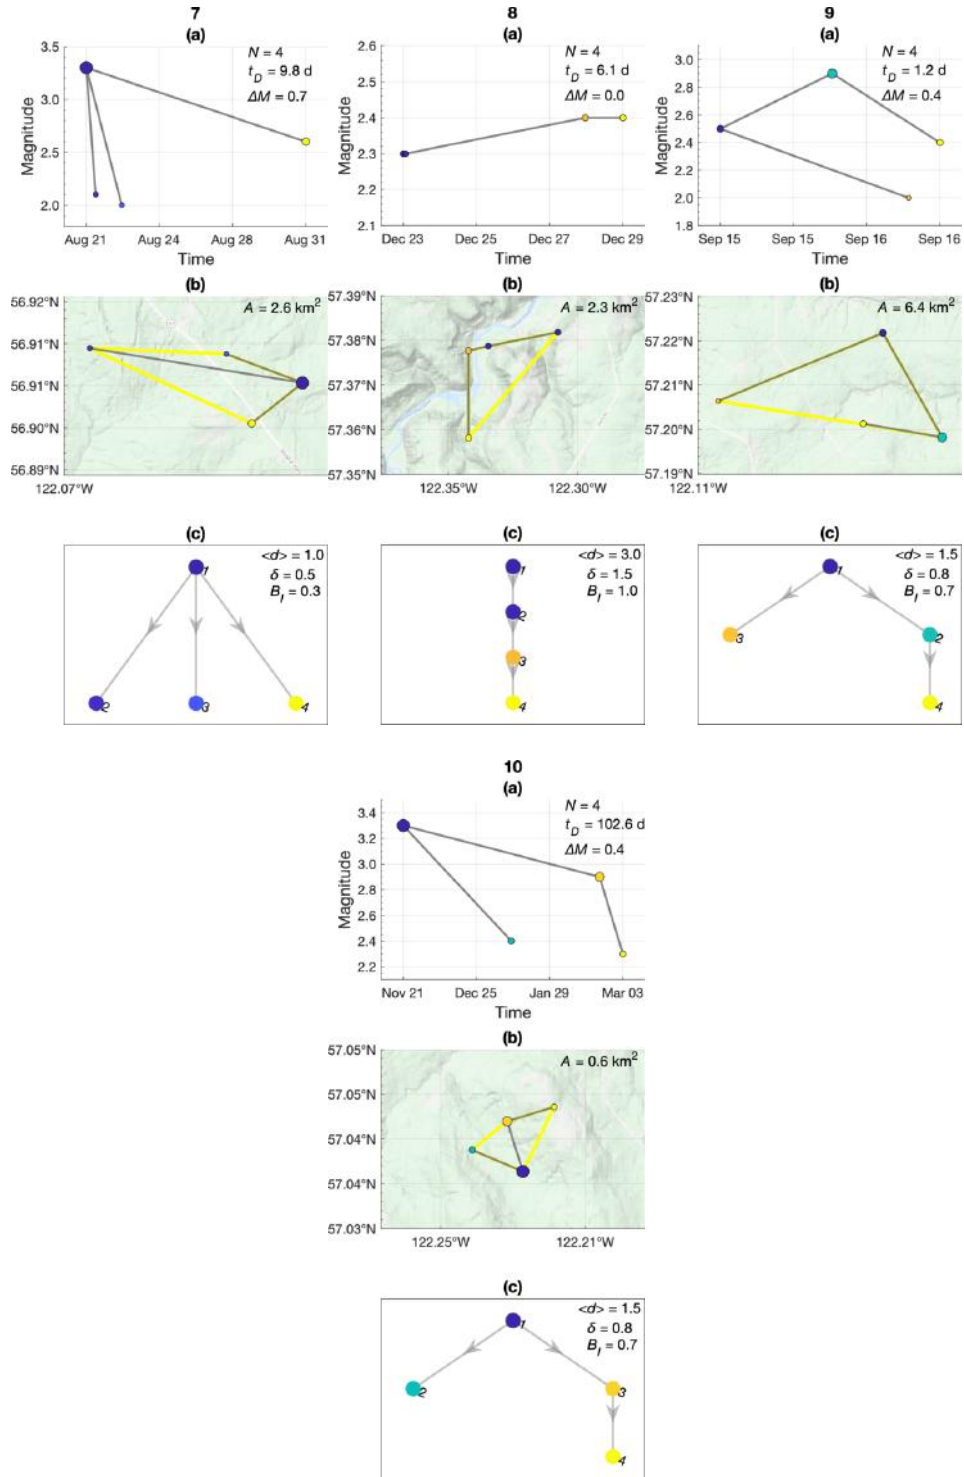 7
(a)
N = 4
t_D = 9.8 d
ΔM = 0.7
3.5
3.0
2.5
2.0
Magnitude
Aug 21
Aug 24
Aug 28
Aug 31
Time
8
(a)
N = 4
t_D = 6.1 d
ΔM = 0.0
2.6
2.5
2.4
2.3
2.2
2.1
Magnitude
Dec 23
Dec 25
Dec 27
Dec 29
Time
9
(a)
N = 4
t_D = 1.2 d
ΔM = 0.4
3.0
2.8
2.6
2.4
2.2
2.0
1.8
Magnitude
Sep 15
Sep 15
Sep 16
Sep 16
Time
(b)
A = 2.6 km²
56.92°N
56.91°N
56.91°N
56.90°N
56.89°N
122.07°W
(b)
A = 2.3 km²
57.39°N
57.38°N
57.37°N
57.36°N
57.35°N
122.35°W
122.30°W
(b)
A = 6.4 km²
57.23°N
57.22°N
57.21°N
57.20°N
57.19°N
122.11°W
(c)
<d> = 1.0
δ = 0.5
B_I = 0.3
1
2
3
4
(c)
<d> = 3.0
δ = 1.5
B_I = 1.0
1
2
3
4
(c)
<d> = 1.5
δ = 0.8
B_I = 0.7
1
3
2
4
10
(a)
N = 4
t_D = 102.6 d
ΔM = 0.4
3.4
3.2
3.0
2.8
2.6
2.4
2.2
Magnitude
Nov 21
Dec 25
Jan 29
Mar 03
Time
(b)
A = 0.6 km²
57.05°N
57.05°N
57.04°N
57.04°N
57.03°N
122.25°W
122.21°W
(c)
<d> = 1.5
δ = 0.8
B_I = 0.7
1
2
3
4